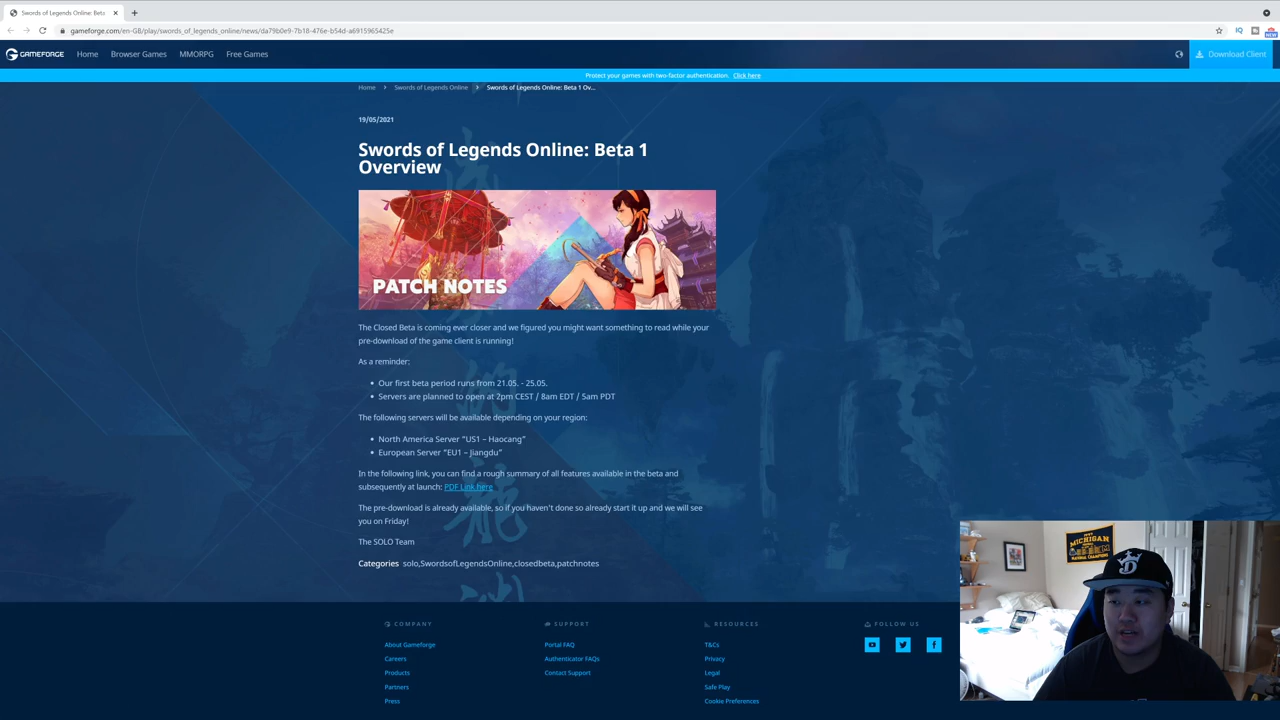 Swords of Legends Online: Beta
gameforge.com/en-GB/play/swords_of_legends_online/news/da79b0e9-7b18-476e-b54d-a6915965425e
IQ
NEW
GAMEFORGE Home Browser Games MMORPG Free Games Download Client
Protect your games with two-factor authentication. Click here
Home > Swords of Legends Online > Swords of Legends Online: Beta 1 Ov...
19/05/2021
Swords of Legends Online: Beta 1
Overview
PATCH NOTES
The Closed Beta is coming ever closer and we figured you might want something to read while your
pre-download of the game client is running!
As a reminder:
• Our first beta period runs from 21.05. - 25.05.
• Servers are planned to open at 2pm CEST / 8am EDT / 5am PDT
The following servers will be available depending on your region:
• North America Server "US1 – Haocang"
• European Server "EU1 – Jiangdu"
In the following link, you can find a rough summary of all features available in the beta and
subsequently at launch: PDF Link here
The pre-download is already available, so if you haven't done so already start it up and we will see
you on Friday!
The SOLO Team
Categories solo,SwordsofLegendsOnline,closedbeta,patchnotes
COMPANY
About Gameforge
Careers
Products
Partners
Press
SUPPORT
Portal FAQ
Authenticator FAQs
Contact Support
RESOURCES
T&Cs
Privacy
Legal
Safe Play
Cookie Preferences
FOLLOW US
MICHIGAN